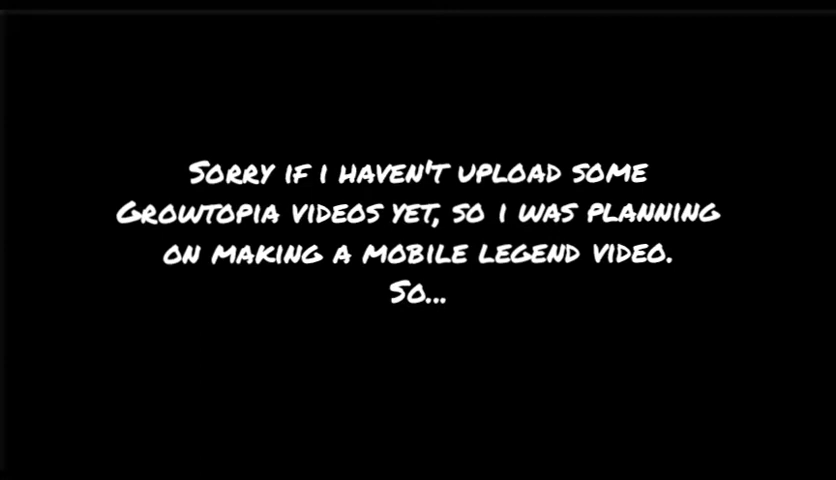 Sorry if i haven't upload some
Growtopia videos yet, so i was planning
on making a mobile legend video.
So...